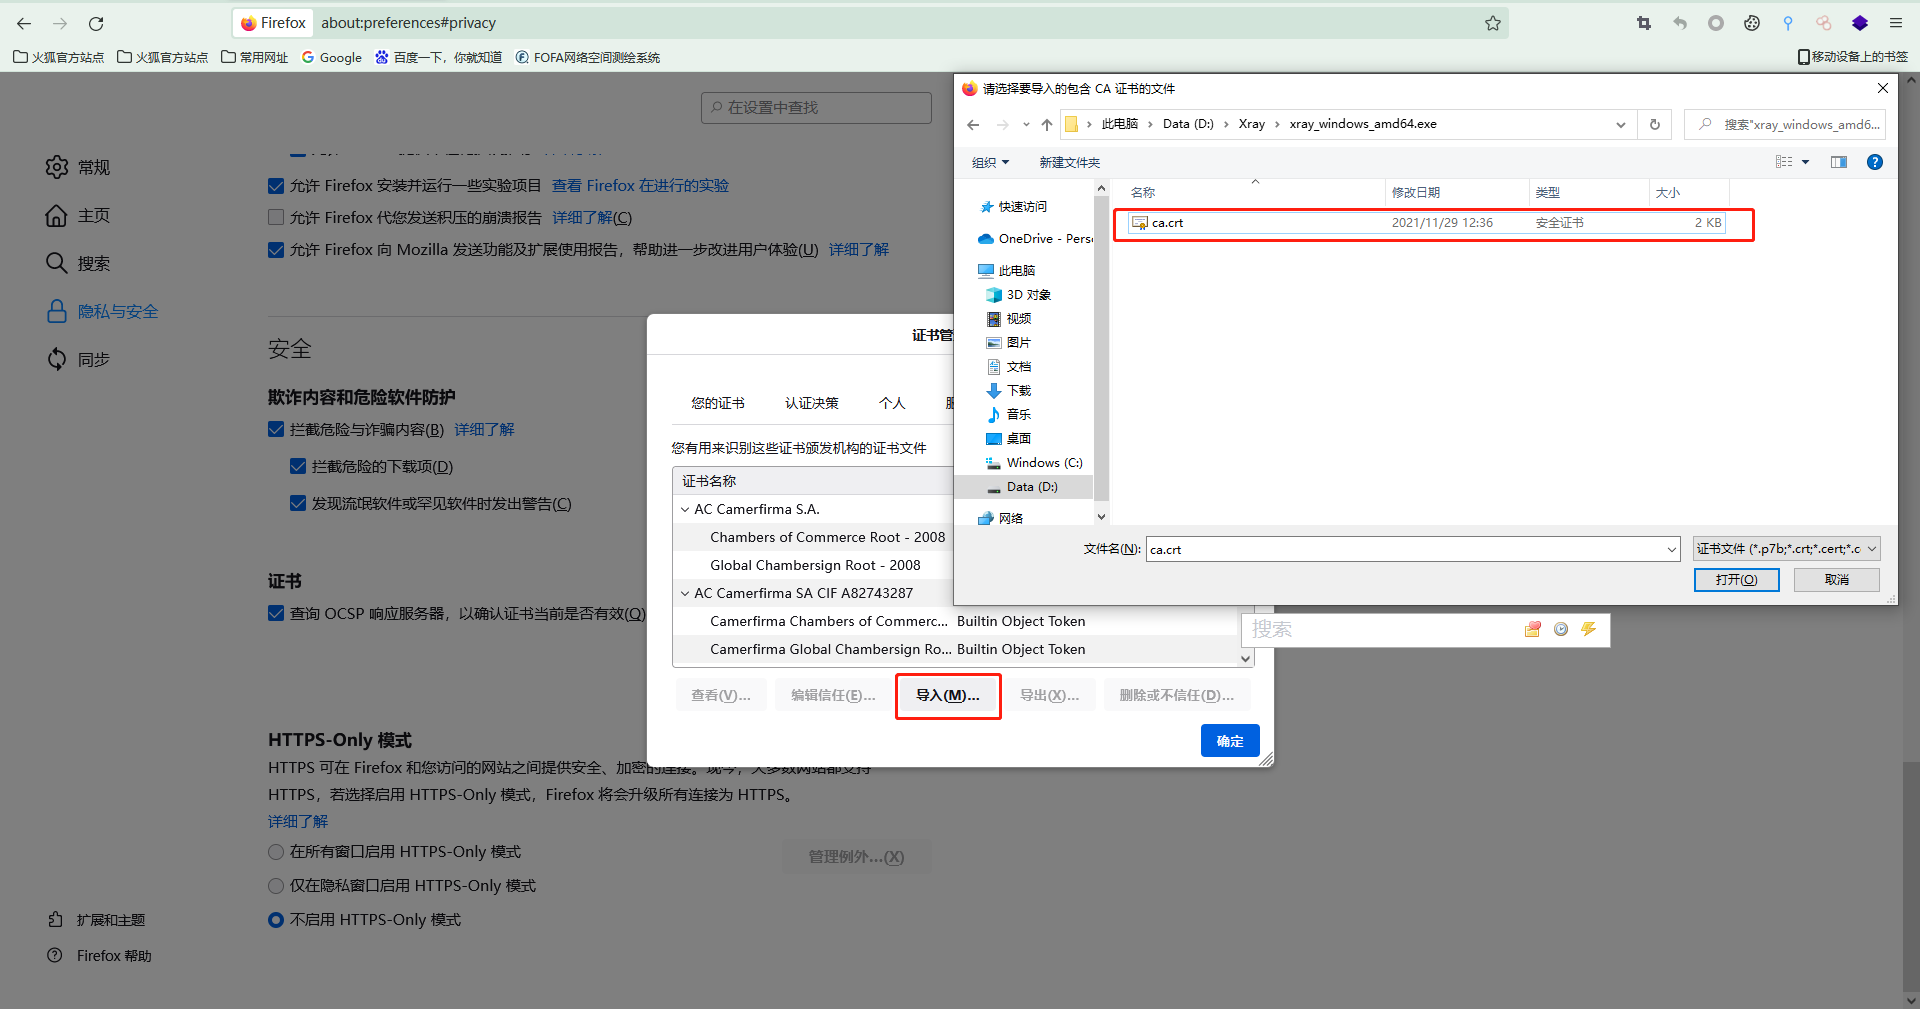 Firefox about:preferences#privacy
火狐官方站点 火狐官方站点 常用网址 Google 百度一下，你就知道 FOFA网络空间测绘系统 移动设备上的书签
在设置中查找
常规
主页
搜索
隐私与安全
同步
扩展和主题
Firefox 帮助
允许 Firefox 安装并运行一些实验项目 查看 Firefox 在进行的实验
允许 Firefox 代您发送积压的崩溃报告 详细了解(C)
允许 Firefox 向 Mozilla 发送功能及扩展使用报告，帮助进一步改进用户体验(U) 详细了解
安全
欺诈内容和危险软件防护
拦截危险与诈骗内容(B) 详细了解
拦截危险的下载项(D)
发现流氓软件或罕见软件时发出警告(C)
证书
查询 OCSP 响应服务器，以确认证书当前是否有效(Q)
HTTPS-Only 模式
HTTPS 可在 Firefox 和您访问的网站之间提供安全、加密的连接。现今，大多数网站都支持
HTTPS，若选择启用 HTTPS-Only 模式，Firefox 将会升级所有连接为 HTTPS。
详细了解
在所有窗口启用 HTTPS-Only 模式
管理例外...(X)
仅在隐私窗口启用 HTTPS-Only 模式
不启用 HTTPS-Only 模式
证书管
您的证书 认证决策 个人
您有用来识别这些证书颁发机构的证书文件
证书名称
AC Camerfirma S.A.
Chambers of Commerce Root - 2008
Global Chambersign Root - 2008
AC Camerfirma SA CIF A82743287
Camerfirma Chambers of Commerc... Builtin Object Token
Camerfirma Global Chambersign Ro... Builtin Object Token
查看(V)... 编辑信任(E)... 导入(M)... 导出(X)... 删除或不信任(D)...
确定
搜索
请选择要导入的包含 CA 证书的文件
此电脑 › Data (D:) › Xray › xray_windows_amd64.exe
搜索"xray_windows_amd6...
组织 新建文件夹
快速访问
OneDrive - Pers
此电脑
3D 对象
视频
图片
文档
下载
音乐
桌面
Windows (C:)
Data (D:)
网络
名称 修改日期 类型 大小
ca.crt 2021/11/29 12:36 安全证书 2 KB
文件名(N): ca.crt 证书文件 (*.p7b;*.crt;*.cert;*.c
打开(O) 取消